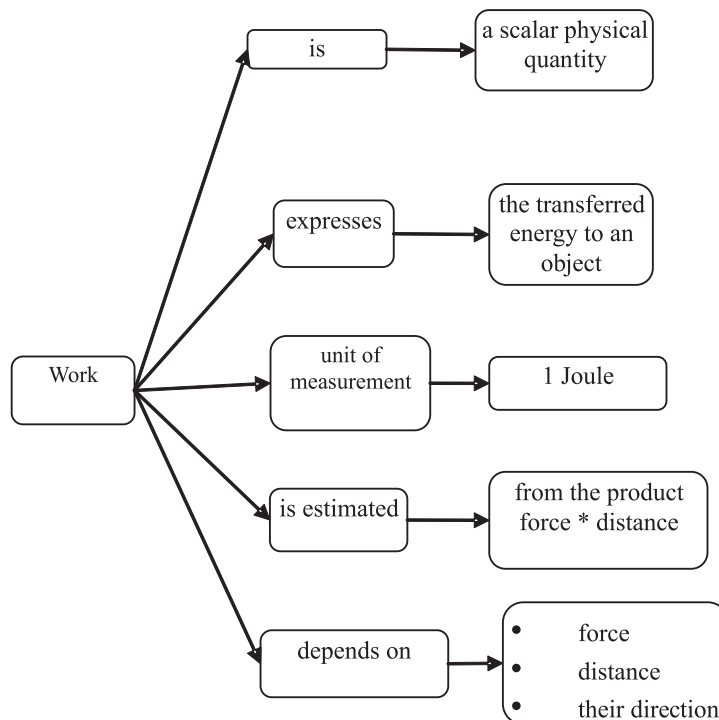 is
a scalar physical
quantity
expresses
the transferred
energy to an
object
Work
unit of
measurement
1 Joule
is estimated
from the product
force * distance
depends on
• force
• distance
• their direction